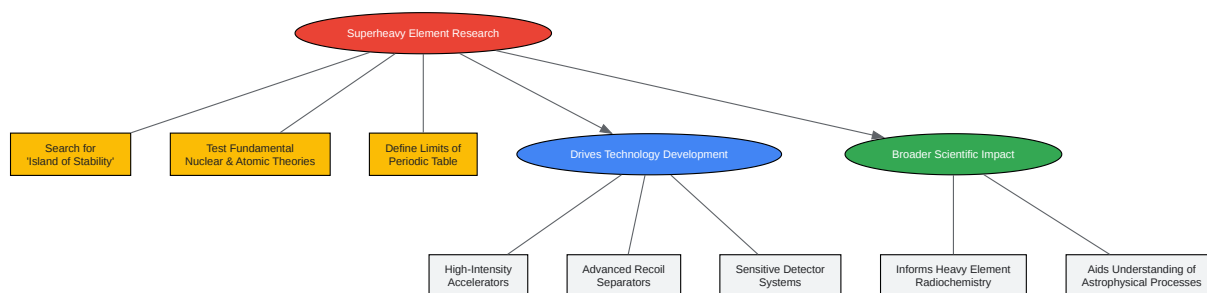 Superheavy Element Research
Search for
'Island of Stability'
Test Fundamental
Nuclear & Atomic Theories
Define Limits of
Periodic Table
Drives Technology Development
Broader Scientific Impact
High-Intensity
Accelerators
Advanced Recoil
Separators
Sensitive Detector
Systems
Informs Heavy Element
Radiochemistry
Aids Understanding of
Astrophysical Processes